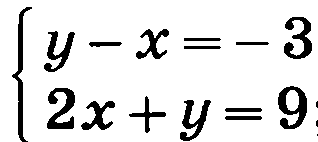 y − x = − 3
2x + y = 9;